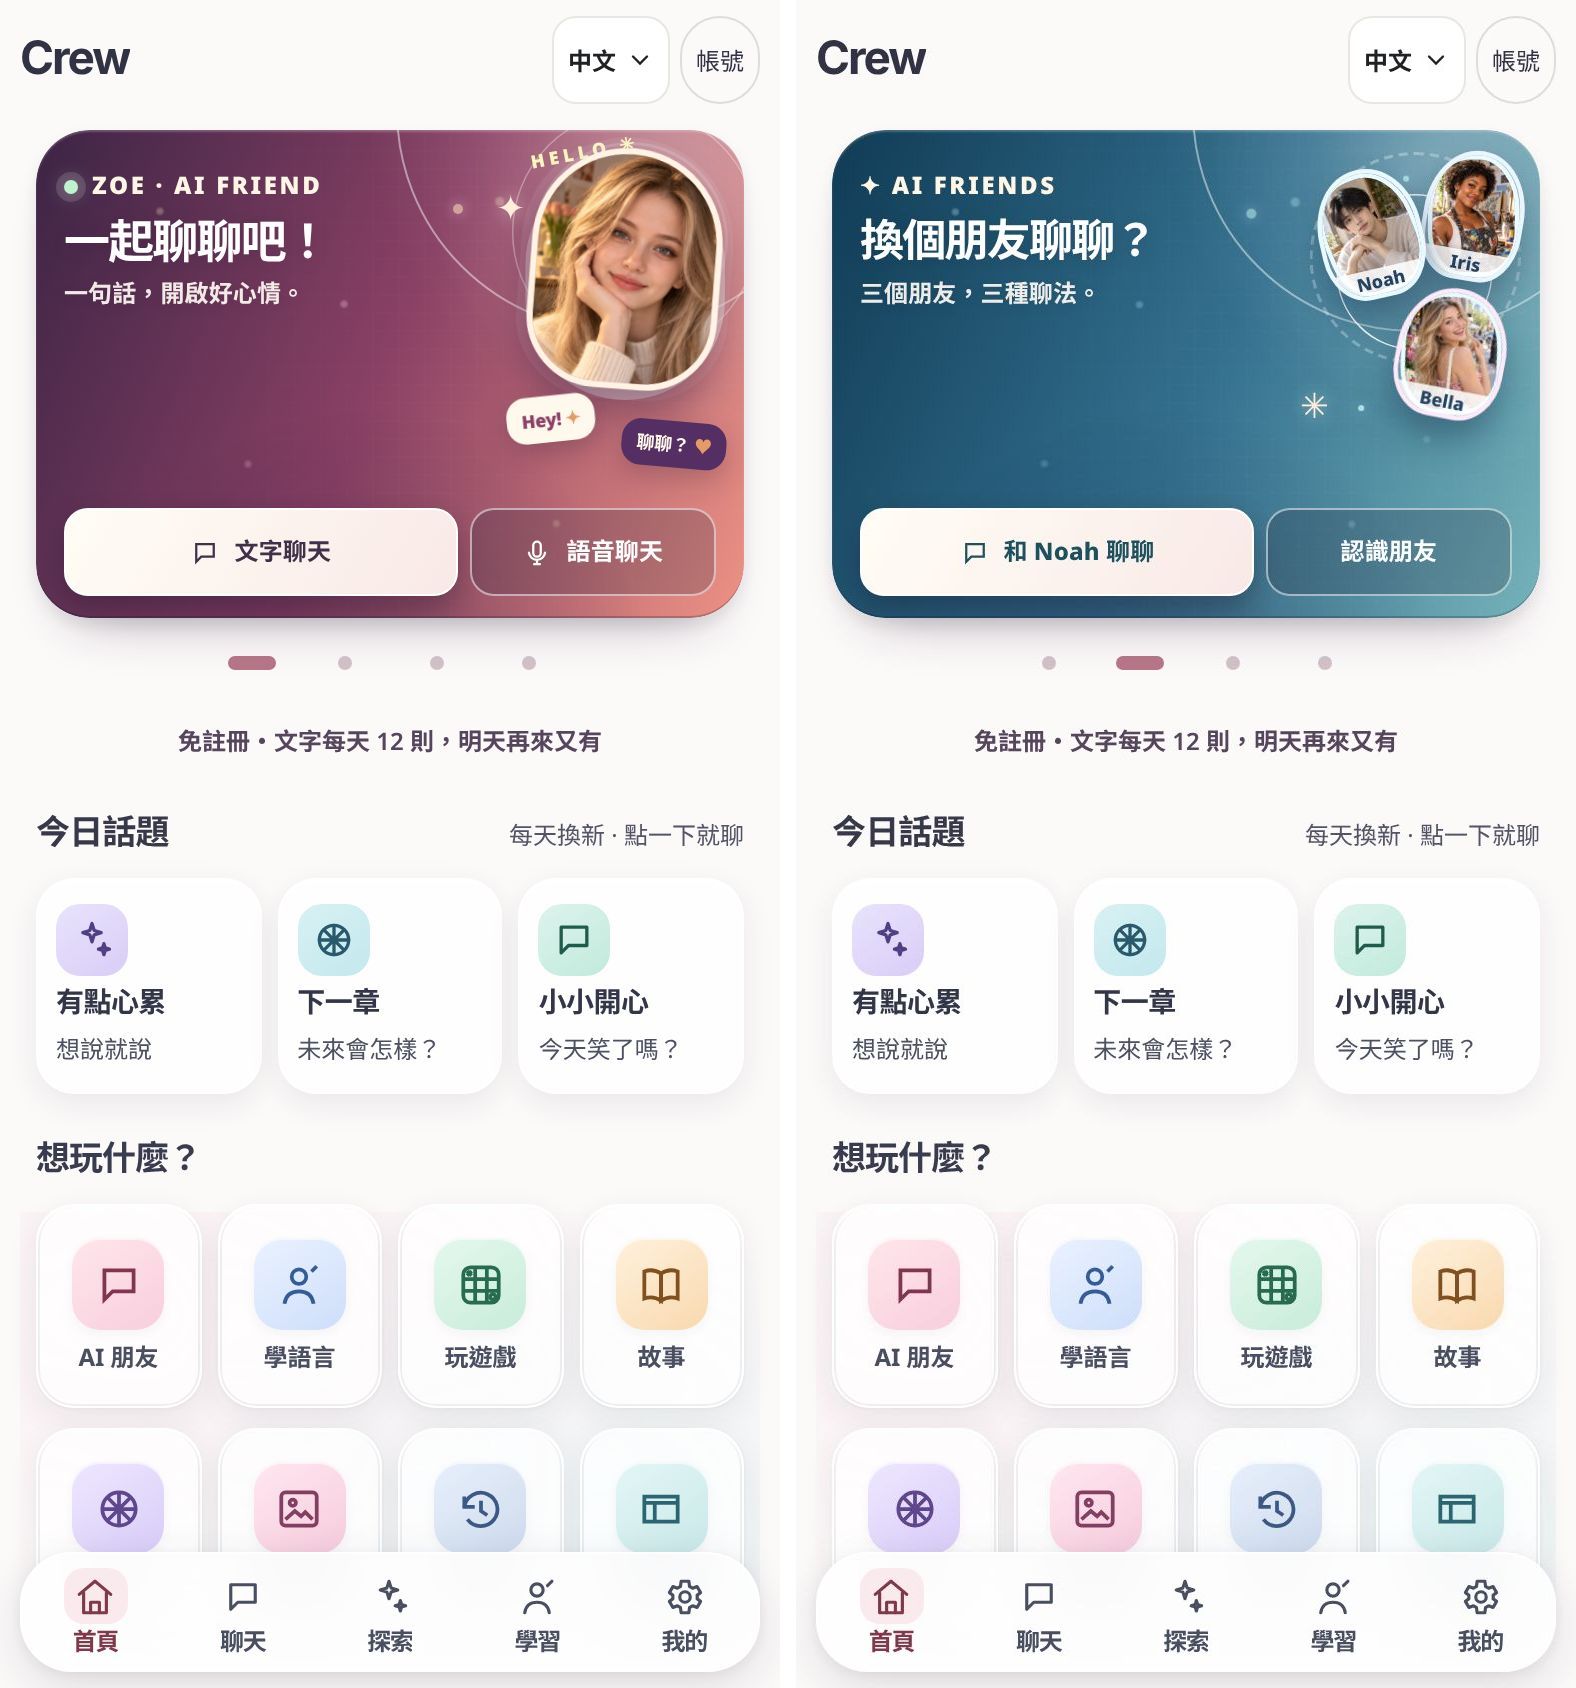 Crew
中文
帳號
ZOE · AI FRIEND
HELLO
一起聊聊吧！
一句話，開啟好心情。
Hey!
聊聊？
文字聊天
語音聊天
免註冊・文字每天 12 則，明天再來又有
今日話題
每天換新 · 點一下就聊
有點心累
想說就說
下一章
未來會怎樣？
小小開心
今天笑了嗎？
想玩什麼？
AI 朋友
學語言
玩遊戲
故事
首頁
聊天
探索
學習
我的
Crew
中文
帳號
AI FRIENDS
換個朋友聊聊？
三個朋友，三種聊法。
Noah
Iris
Bella
和 Noah 聊聊
認識朋友
免註冊・文字每天 12 則，明天再來又有
今日話題
每天換新 · 點一下就聊
有點心累
想說就說
下一章
未來會怎樣？
小小開心
今天笑了嗎？
想玩什麼？
AI 朋友
學語言
玩遊戲
故事
首頁
聊天
探索
學習
我的